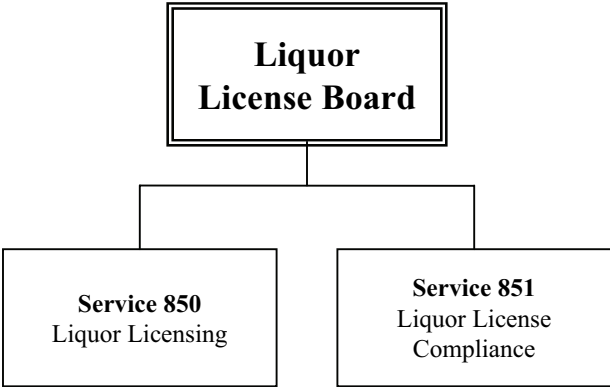 Liquor
License Board
Service 850
Liquor Licensing
Service 851
Liquor License
Compliance